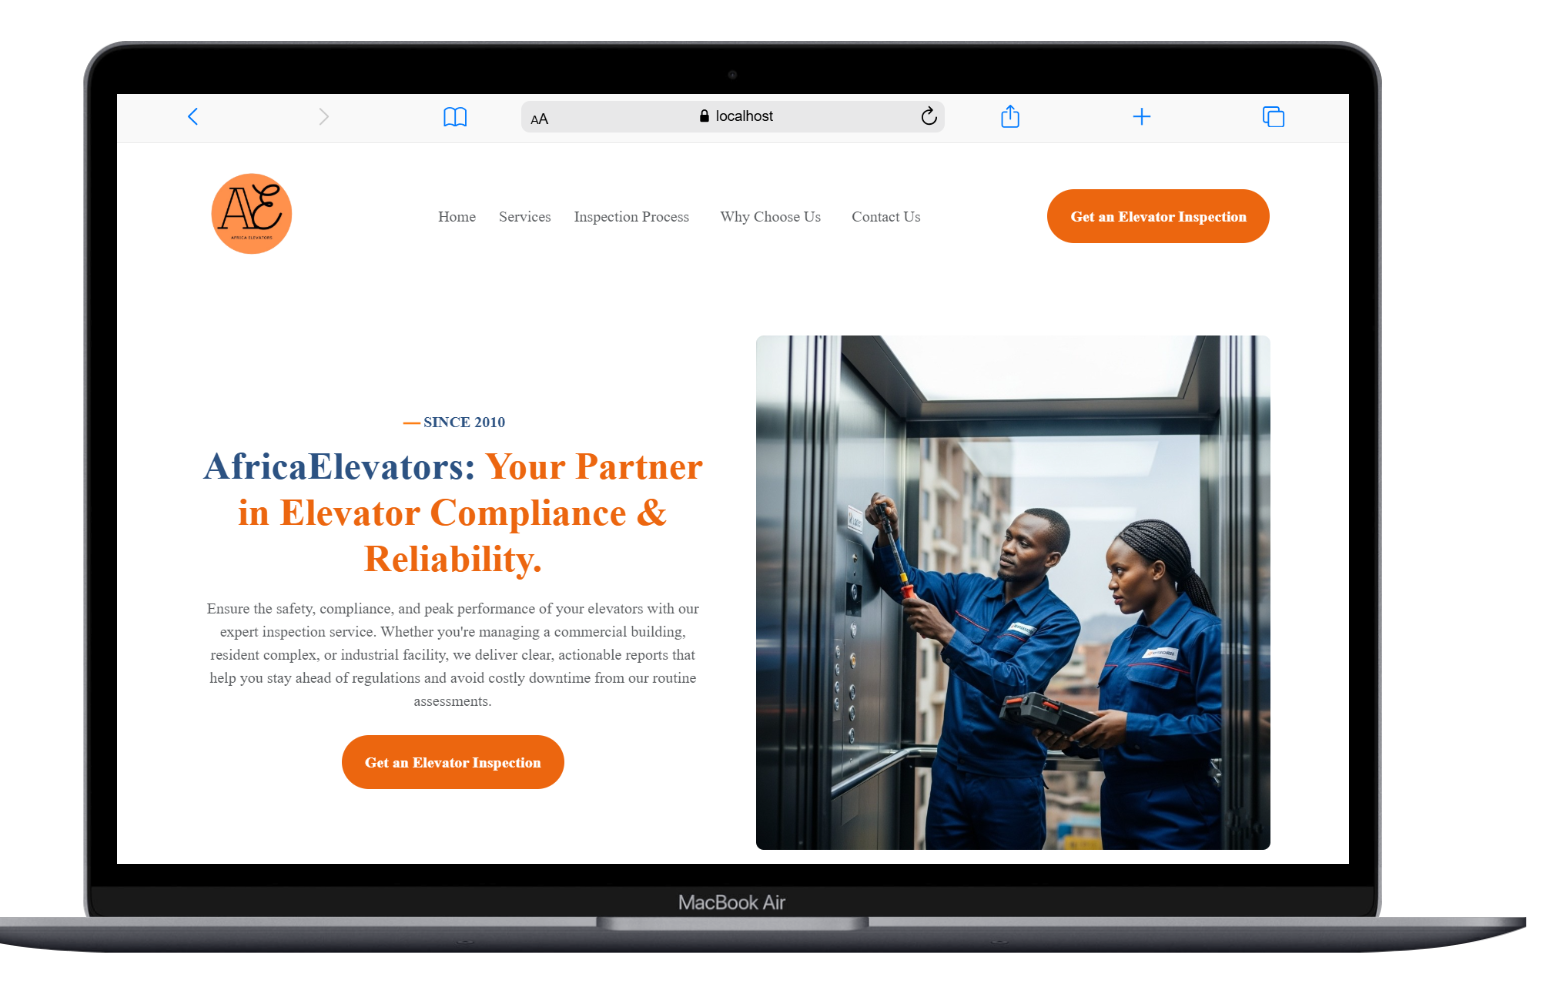 AA
localhost
AE
AFRICA ELEVATORS
Home Services Inspection Process Why Choose Us Contact Us
Get an Elevator Inspection
— SINCE 2010
AfricaElevators: Your Partner
in Elevator Compliance &
Reliability.
Ensure the safety, compliance, and peak performance of your elevators with our
expert inspection service. Whether you're managing a commercial building,
resident complex, or industrial facility, we deliver clear, actionable reports that
help you stay ahead of regulations and avoid costly downtime from our routine
assessments.
Get an Elevator Inspection
MacBook Air